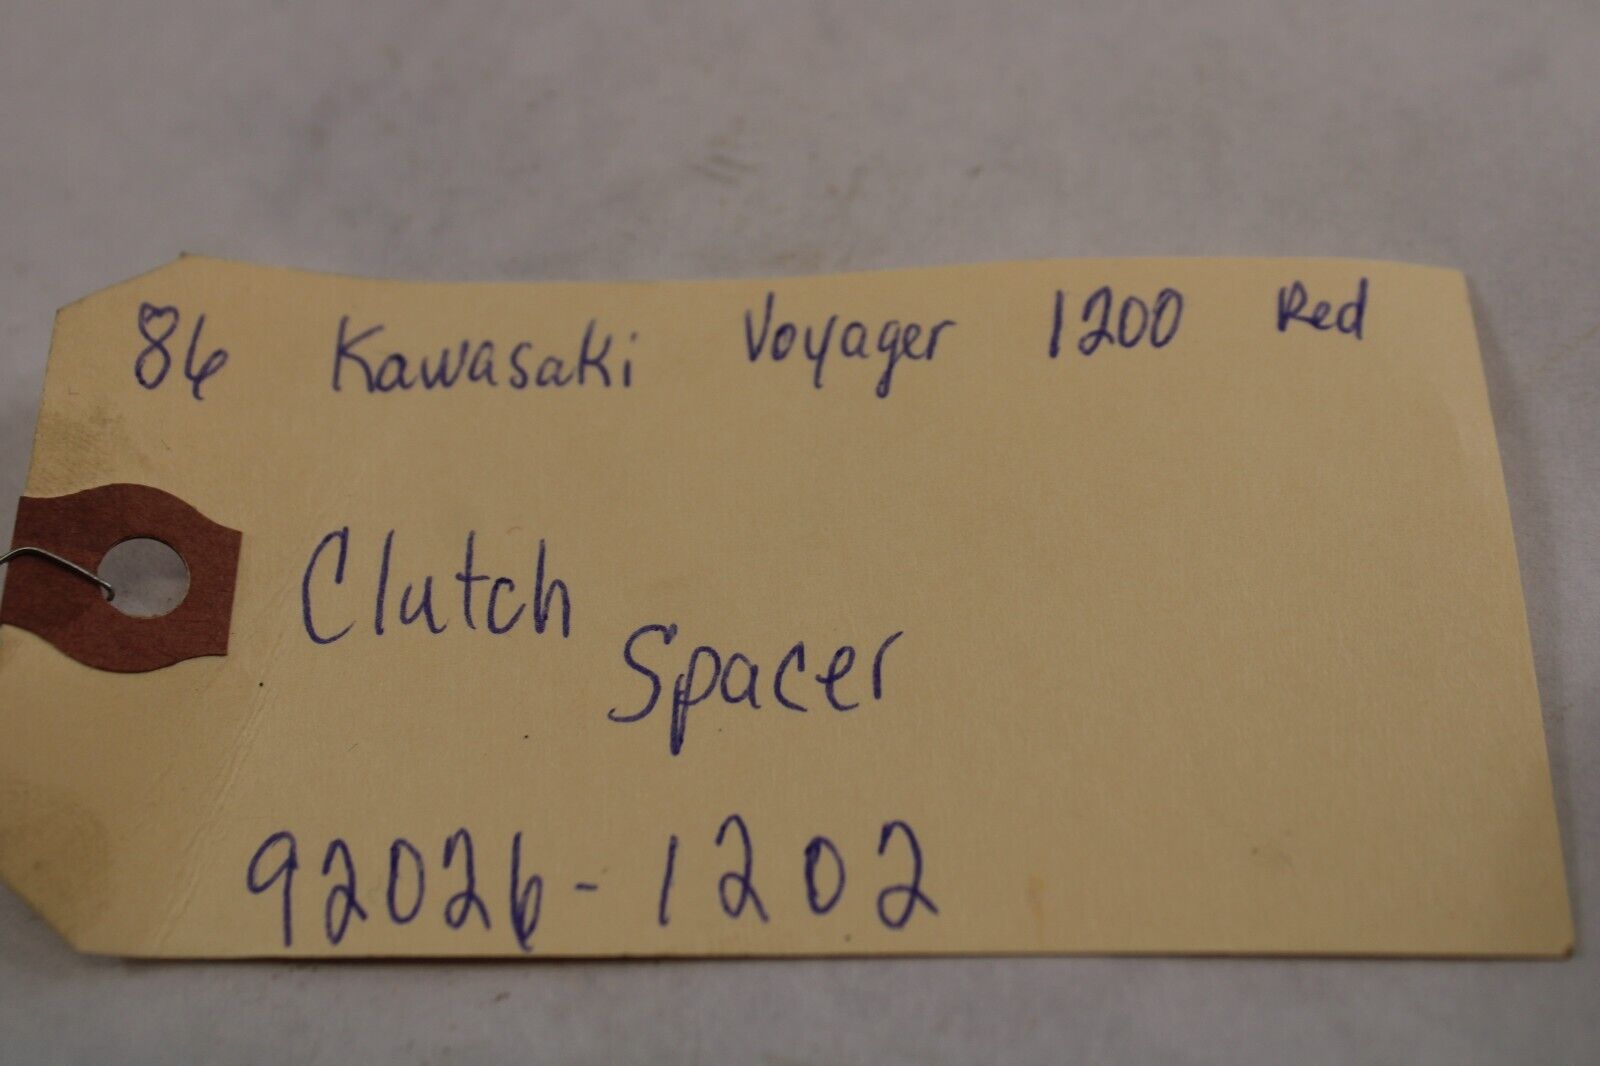 86 Kawasaki Voyager 1200 Red
Clutch
Spacer
92026-1202